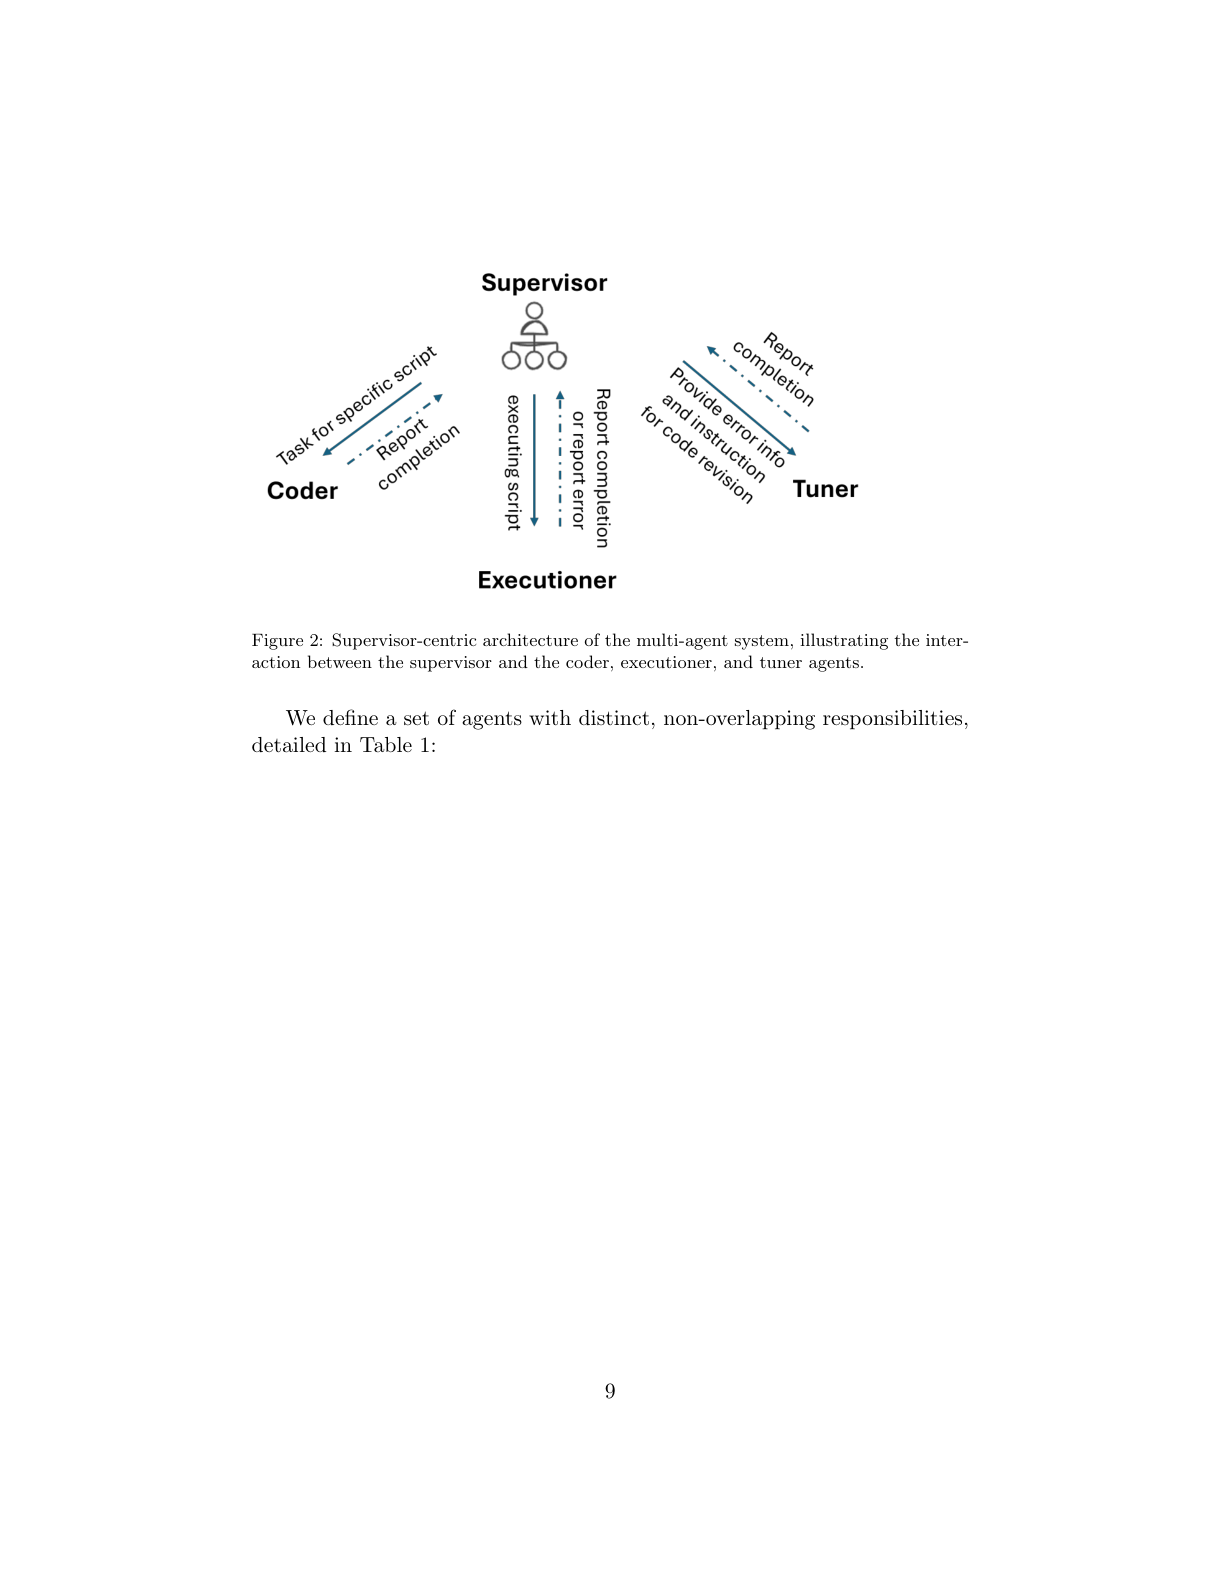 Supervisor
Task for specific script
Report
completion
Coder
executing script
Report completion
or report error
Executioner
Report
completion
Provide error info
and instruction
for code revision
Tuner
Figure 2: Supervisor-centric architecture of the multi-agent system, illustrating the inter-
action between the supervisor and the coder, executioner, and tuner agents.
We define a set of agents with distinct, non-overlapping responsibilities,
detailed in Table 1:
9